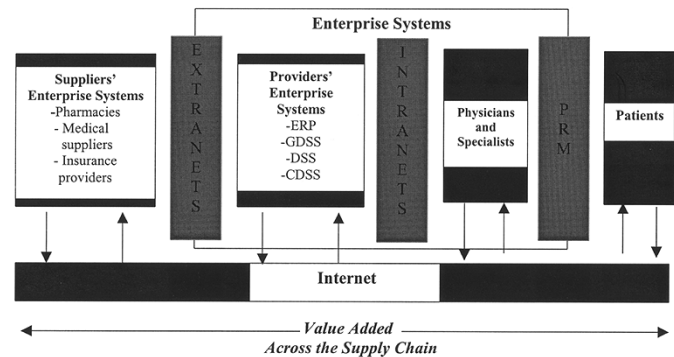 Enterprise Systems
Suppliers'
Enterprise Systems
-Pharmacies
- Medical
suppliers
- Insurance
providers
EXTRANETS
Providers'
Enterprise
Systems
-ERP
-GDSS
-DSS
-CDSS
INTRANETS
Physicians
and
Specialists
PRM
Patients
Internet
Value Added
Across the Supply Chain